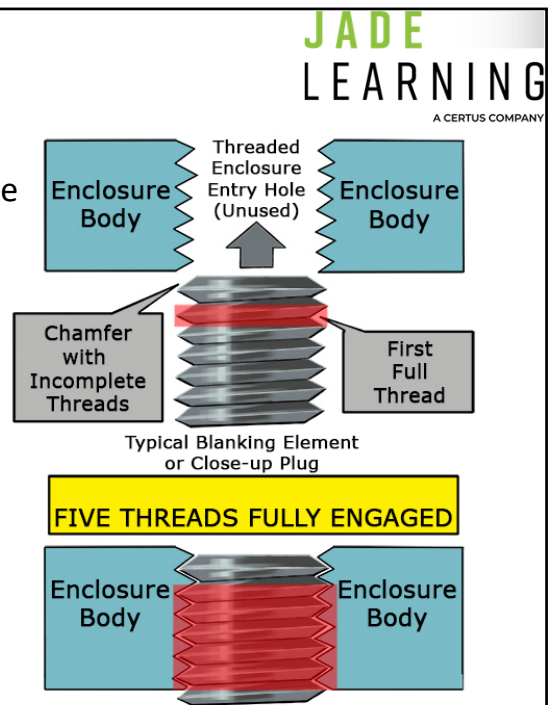 JADE
LEARNING
A CERTUS COMPANY
e
Enclosure
Body
Threaded
Enclosure
Entry Hole
(Unused)
Enclosure
Body
Chamfer
with
Incomplete
Threads
First
Full
Thread
Typical Blanking Element
or Close-up Plug
FIVE THREADS FULLY ENGAGED
Enclosure
Body
Enclosure
Body